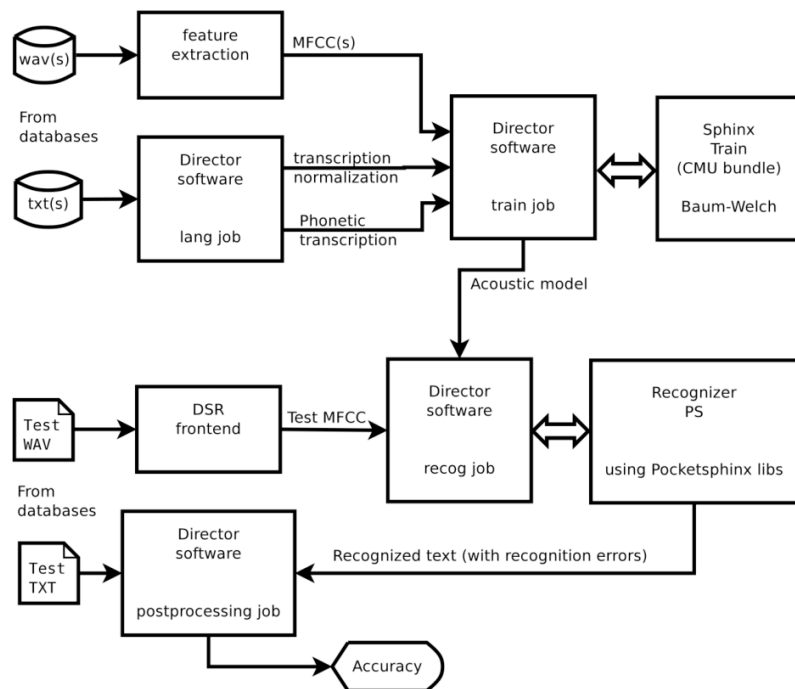 wav(s)
feature
extraction
MFCC(s)
From
databases
txt(s)
Director
software
lang job
transcription
normalization
Phonetic
transcription
Director
software
train job
Sphinx
Train
(CMU bundle)
Baum-Welch
Acoustic model
Test
WAV
DSR
frontend
Test MFCC
Director
software
recog job
Recognizer
PS
using Pocketsphinx libs
From
databases
Test
TXT
Director
software
postprocessing job
Recognized text (with recognition errors)
Accuracy